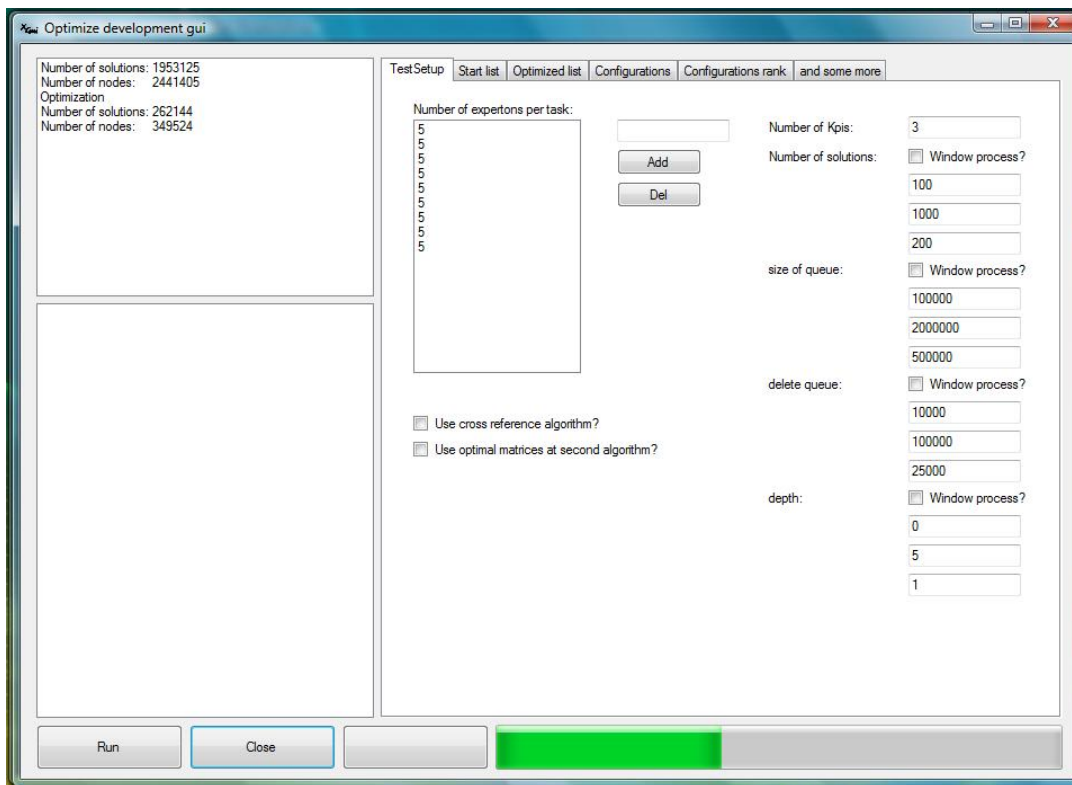 XGui Optimize development gui
Number of solutions: 1953125
Number of nodes: 2441405
Optimization
Number of solutions: 262144
Number of nodes: 349524
TestSetup
Start list
Optimized list
Configurations
Configurations rank
and some more
Number of expertons per task:
5
5
5
5
5
5
5
5
5
Add
Del
Use cross reference algorithm?
Use optimal matrices at second algorithm?
Number of Kpis: 3
Number of solutions: Window process?
100
1000
200
size of queue: Window process?
100000
2000000
500000
delete queue: Window process?
10000
100000
25000
depth: Window process?
0
5
1
Run
Close